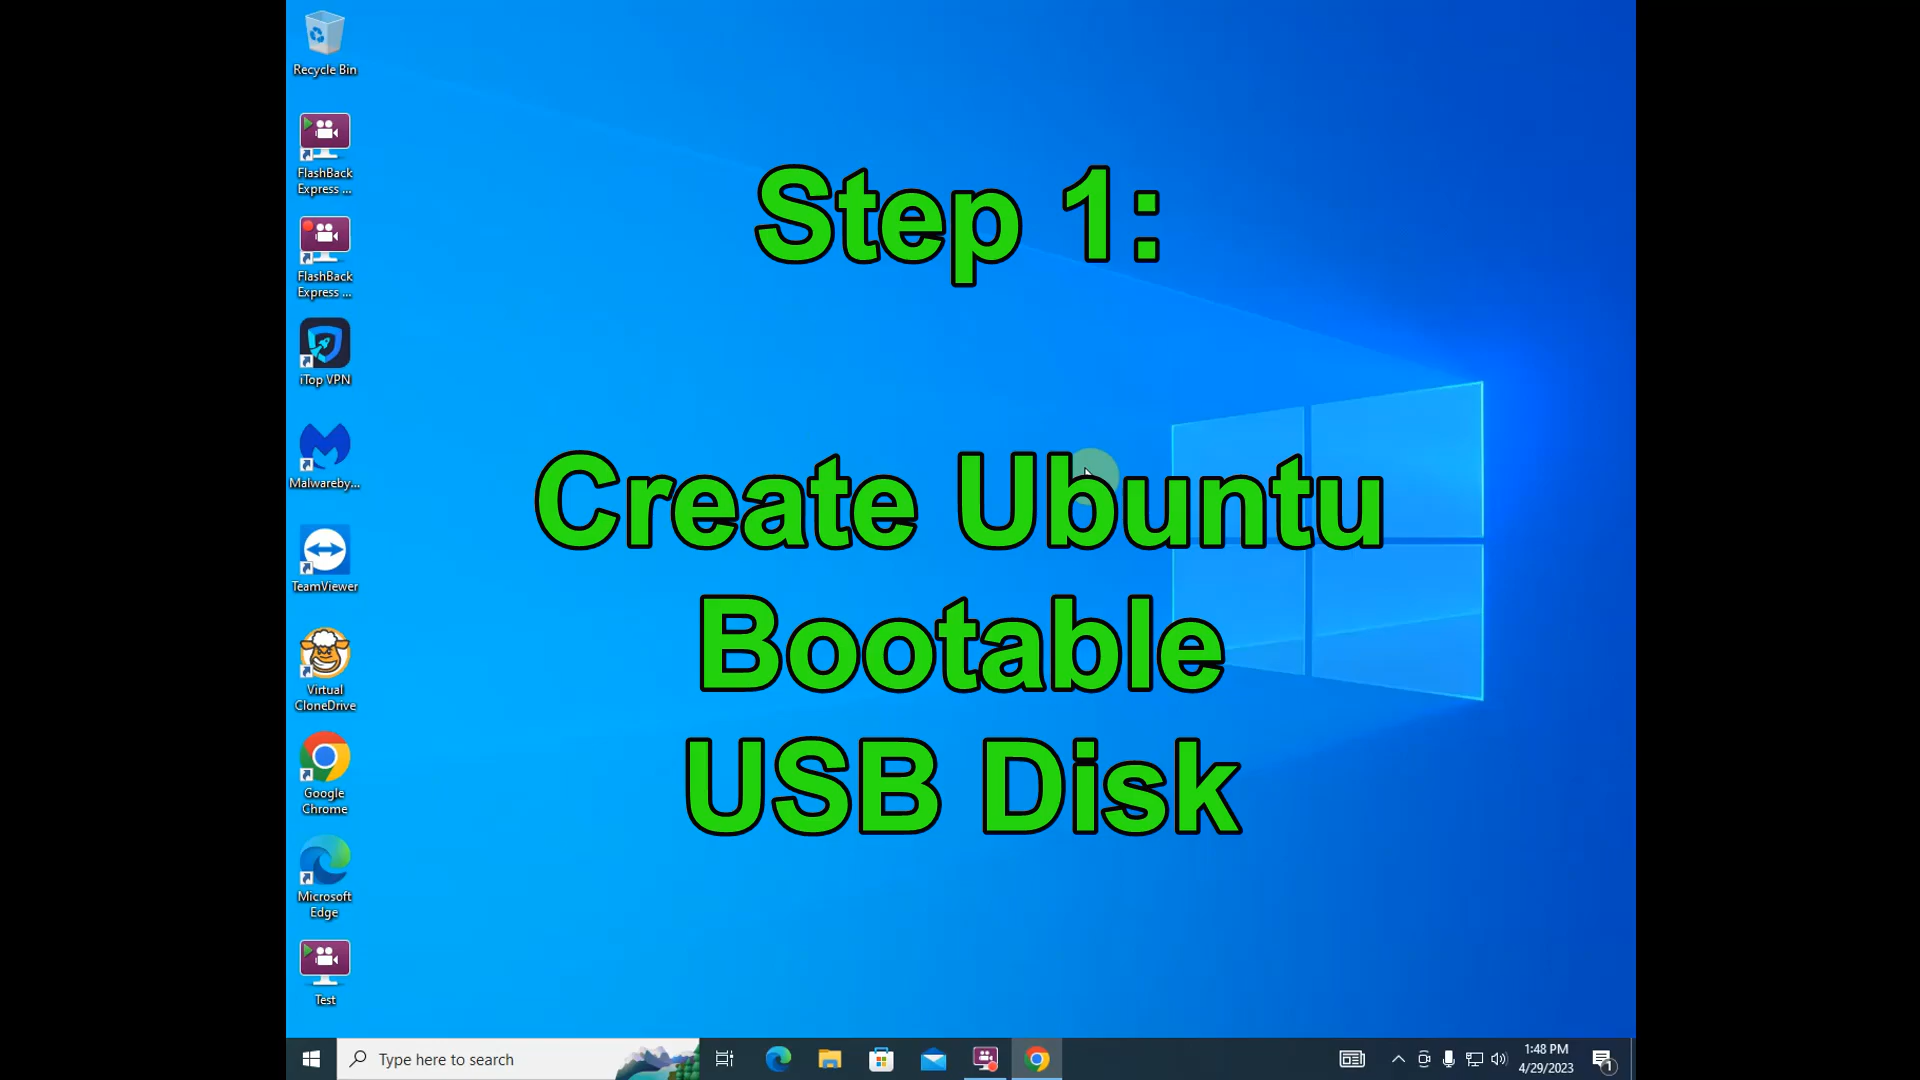 Recycle Bin
FlashBack
Express ...
FlashBack
Express ...
iTop VPN
Malwareby...
TeamViewer
Virtual
CloneDrive
Google
Chrome
Microsoft
Edge
Test
Step 1:
Create Ubuntu
Bootable
USB Disk
Type here to search
1:48 PM
4/29/2023
1